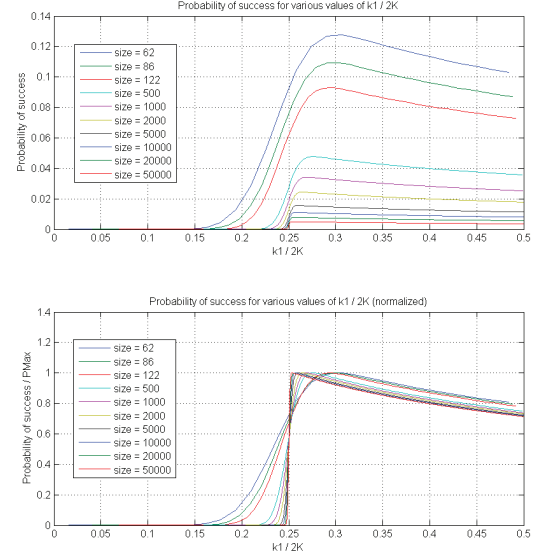 Probability of success for various values of k1 / 2K
0.14
0.12
0.1
0.08
0.06
0.04
0.02
0
Probability of success
size = 62
size = 86
size = 122
size = 500
size = 1000
size = 2000
size = 5000
size = 10000
size = 20000
size = 50000
0 0.05 0.1 0.15 0.2 0.25 0.3 0.35 0.4 0.45 0.5
k1 / 2K
Probability of success for various values of k1 / 2K (normalized)
1.4
1.2
1
0.8
0.6
0.4
0.2
0
Probability of success / PMax
size = 62
size = 86
size = 122
size = 500
size = 1000
size = 2000
size = 5000
size = 10000
size = 20000
size = 50000
0 0.05 0.1 0.15 0.2 0.25 0.3 0.35 0.4 0.45 0.5
k1 / 2K